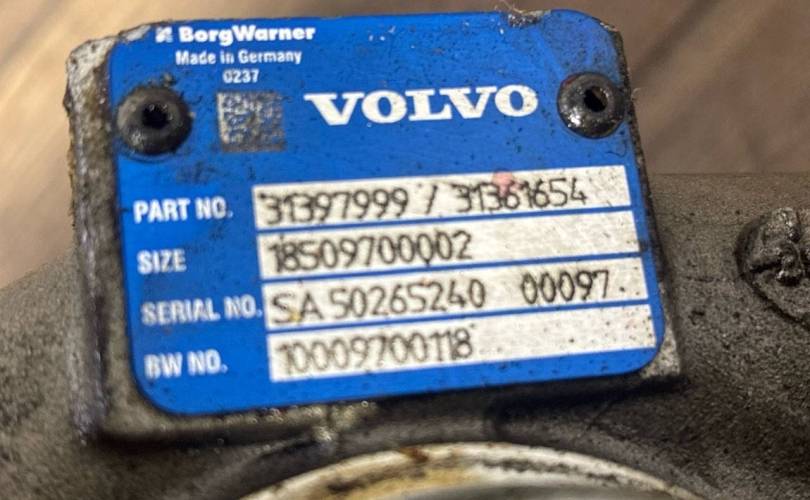 BorgWarner
Made in Germany
0237
VOLVO
PART NO. 31397999 / 31361654
SIZE 18509700002
SERIAL NO. SA 50265240 00097.
BW NO. 10009700118